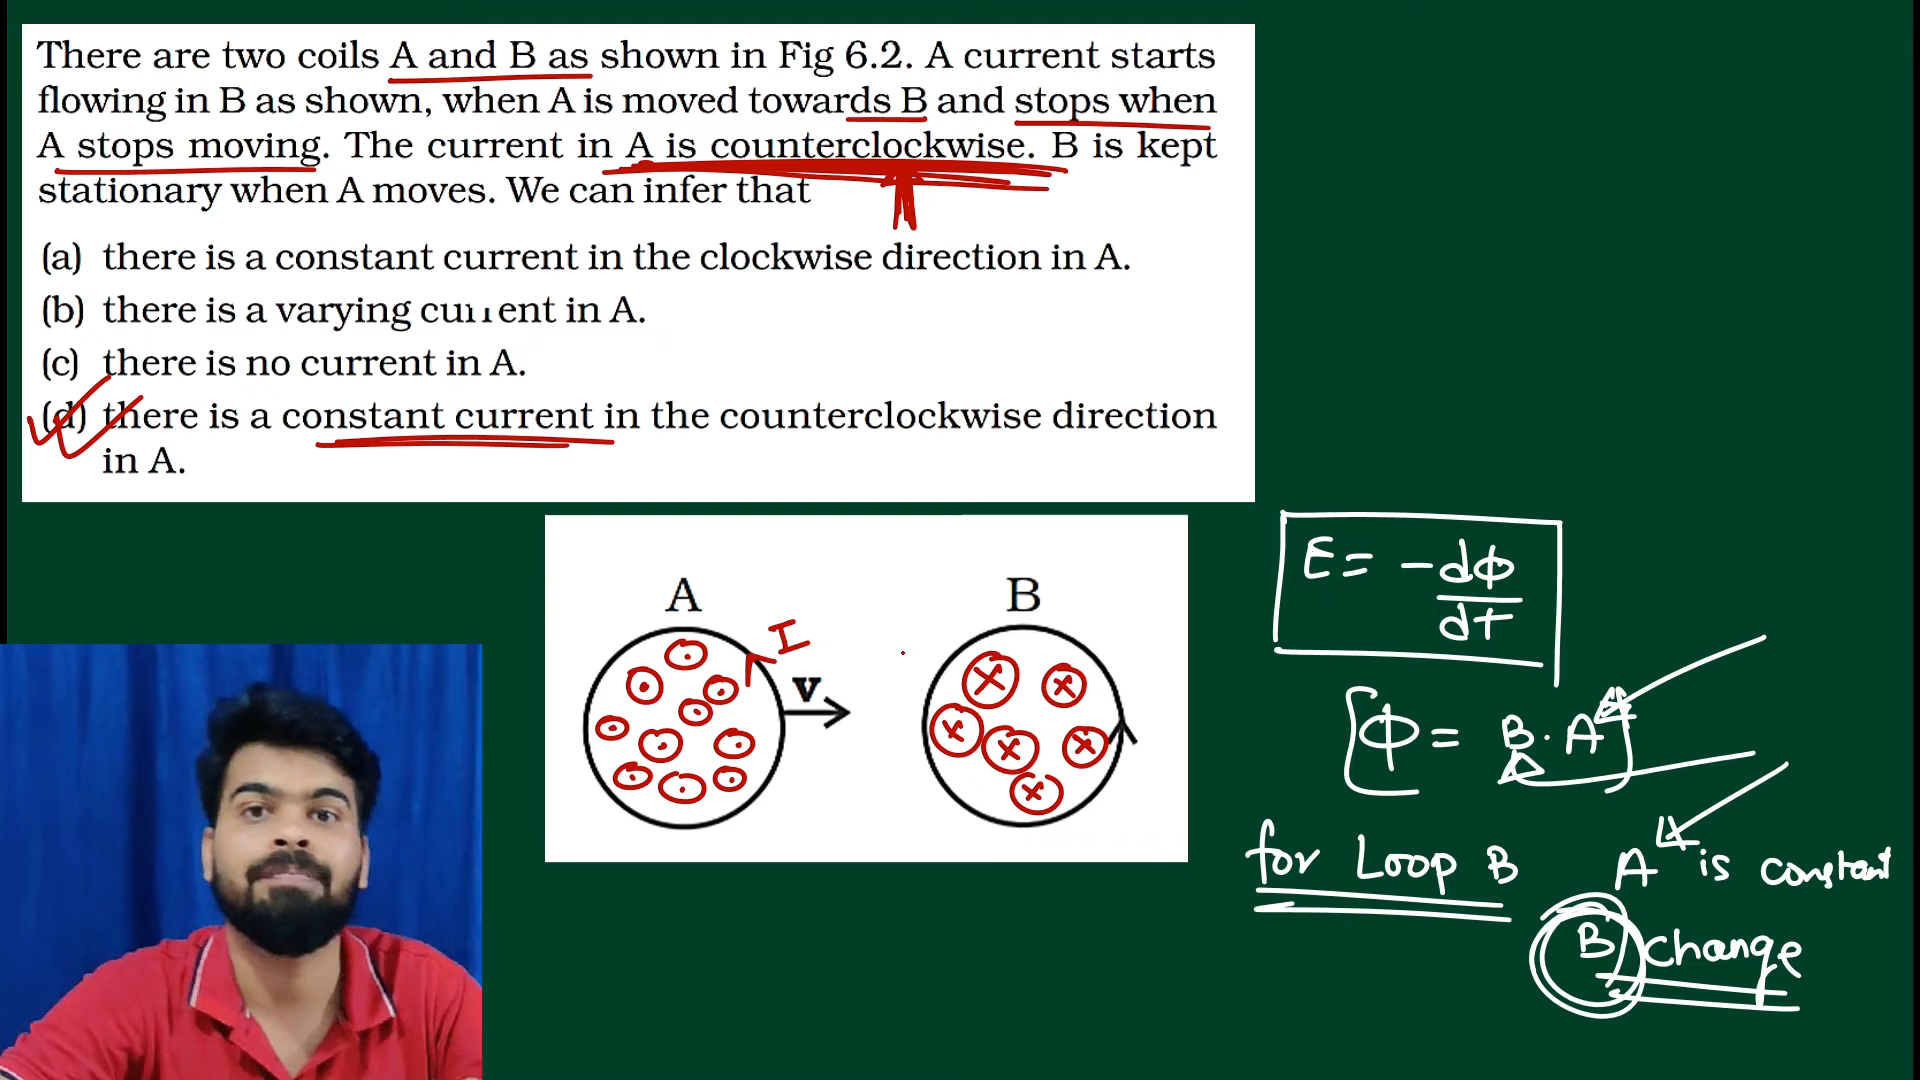 There are two coils A and B as shown in Fig 6.2. A current starts
flowing in B as shown, when A is moved towards B and stops when
A stops moving. The current in A is counterclockwise. B is kept
stationary when A moves. We can infer that
(a) there is a constant current in the clockwise direction in A.
(b) there is a varying current in A.
(c) there is no current in A.
(d) there is a constant current in the counterclockwise direction
in A.
A
B
I
v
E = -dΦ/dt
Φ = B · A
for Loop B
A is constant
B change